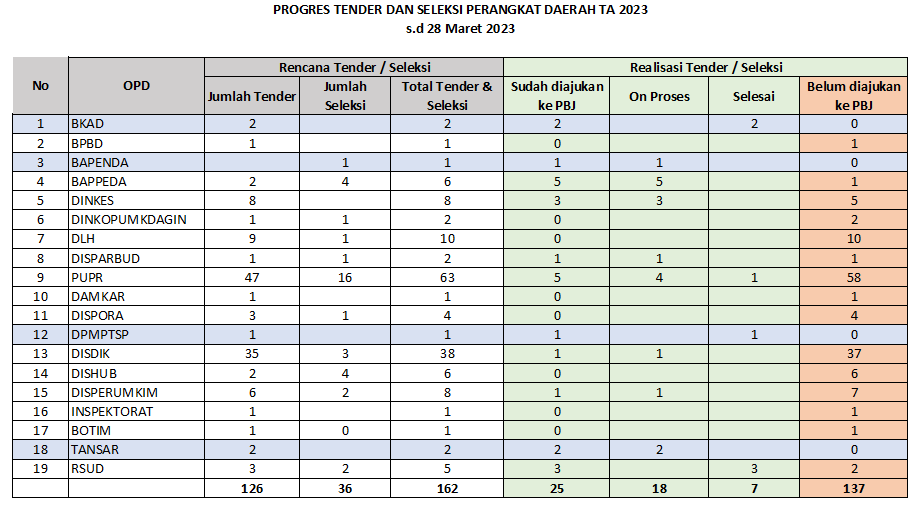 PROGRES TENDER DAN SELEKSI PERANGKAT DAERAH TA 2023
s.d 28 Maret 2023
No OPD Rencana Tender / Seleksi Realisasi Tender / Seleksi
Jumlah Tender Jumlah Seleksi Total Tender & Seleksi Sudah diajukan ke PBJ On Proses Selesai Belum diajukan ke PBJ
1 BKAD 2 2 2 2 0
2 BPBD 1 1 0 1
3 BAPENDA 1 1 1 1 0
4 BAPPEDA 2 4 6 5 5 1
5 DINKES 8 8 3 3 5
6 DINKOPUMKDAGIN 1 1 2 0 2
7 DLH 9 1 10 0 10
8 DISPARBUD 1 1 2 1 1 1
9 PUPR 47 16 63 5 4 1 58
10 DAMKAR 1 1 0 1
11 DISPORA 3 1 4 0 4
12 DPMPTSP 1 1 1 1 0
13 DISDIK 35 3 38 1 1 37
14 DISHUB 2 4 6 0 6
15 DISPERUMKIM 6 2 8 1 1 7
16 INSPEKTORAT 1 1 0 1
17 BOTIM 1 0 1 0 1
18 TANSAR 2 2 2 2 0
19 RSUD 3 2 5 3 3 2
126 36 162 25 18 7 137